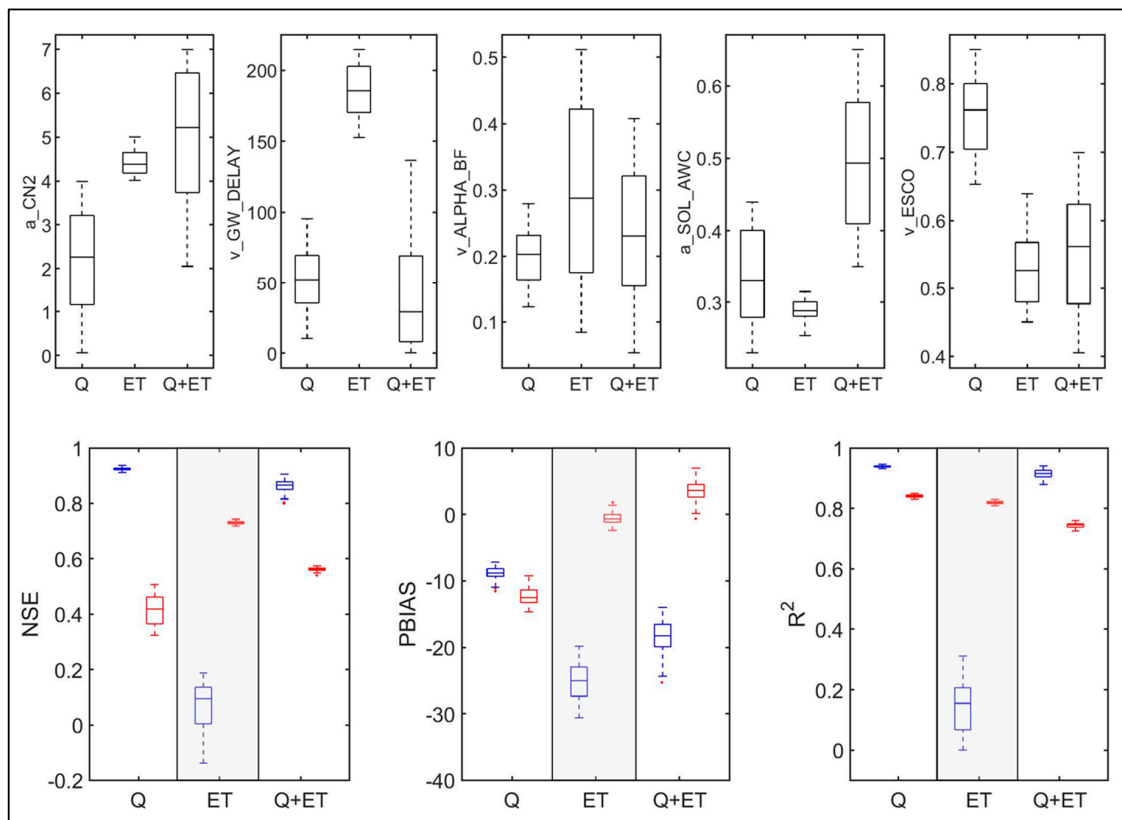 a_CN2
7
6
5
4
3
2
1
0
Q ET Q+ET
v_GW_DELAY
200
150
100
50
0
Q ET Q+ET
v_ALPHA_BF
0.5
0.4
0.3
0.2
0.1
Q ET Q+ET
a_SOL_AWC
0.6
0.5
0.4
0.3
Q ET Q+ET
v_ESCO
0.8
0.7
0.6
0.5
0.4
Q ET Q+ET
NSE
1
0.8
0.6
0.4
0.2
0
-0.2
Q ET Q+ET
PBIAS
10
0
-10
-20
-30
-40
Q ET Q+ET
R²
1
0.8
0.6
0.4
0.2
0
Q ET Q+ET